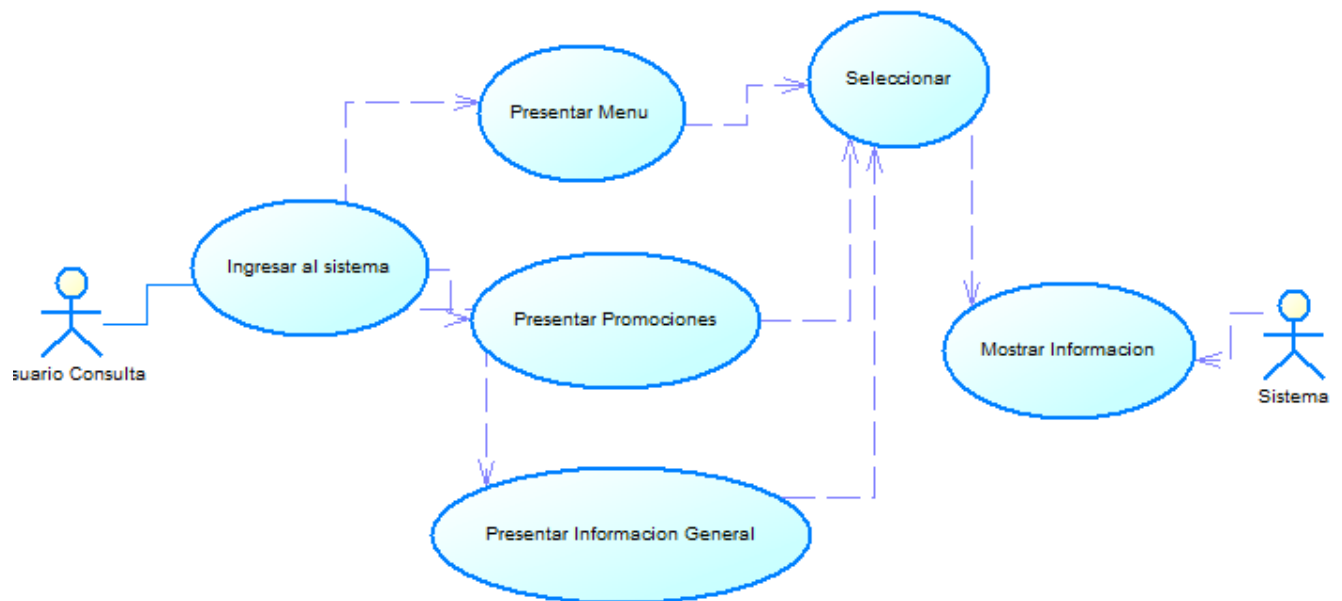 Seleccionar
Presentar Menu
Ingresar al sistema
Presentar Promociones
Mostrar Informacion
suario Consulta
Sistema
Presentar Informacion General